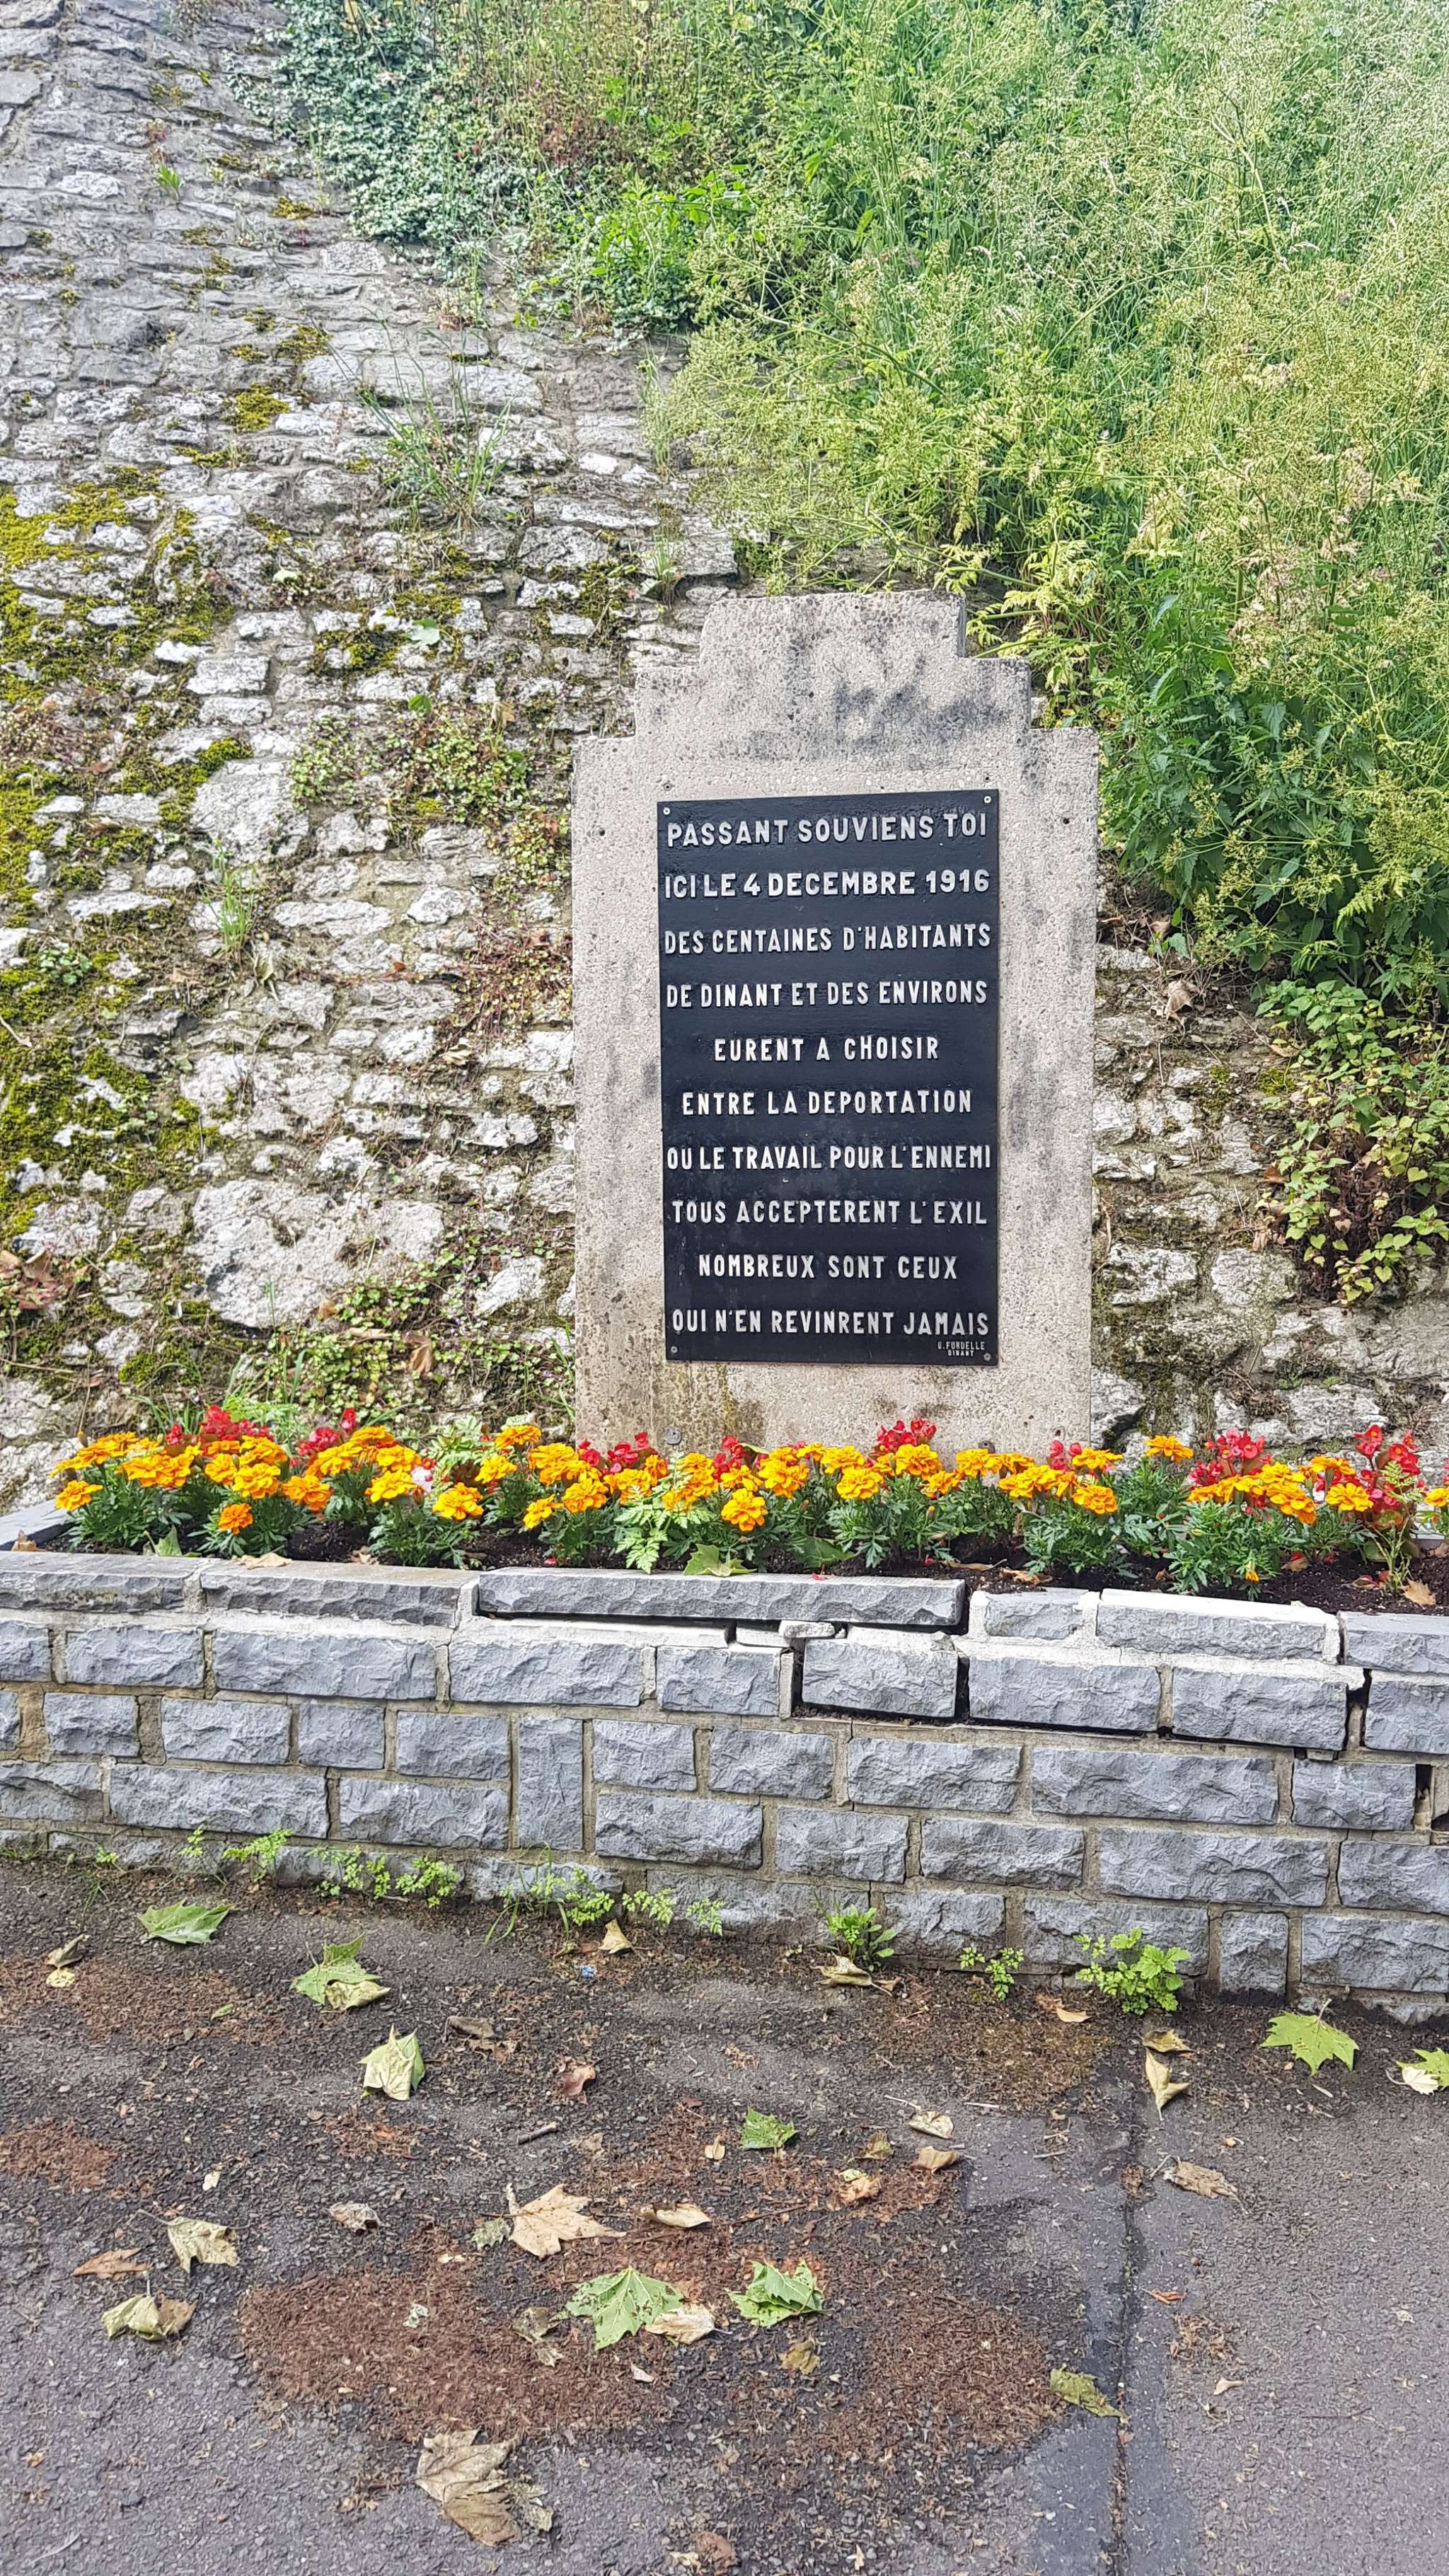 PASSANT SOUVIENS TOI
ICI LE 4 DECEMBRE 1916
DES CENTAINES D'HABITANTS
DE DINANT ET DES ENVIRONS
EURENT A CHOISIR
ENTRE LA DEPORTATION
OU LE TRAVAIL POUR L'ENNEMI
TOUS ACCEPTERENT L'EXIL
NOMBREUX SONT CEUX
QUI N'EN REVINRENT JAMAIS
DINANT